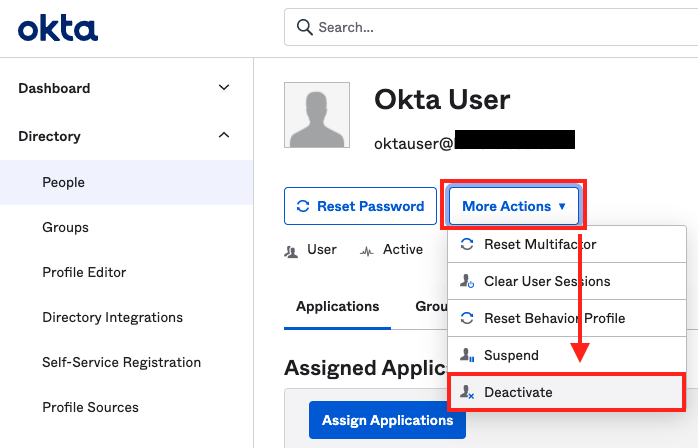 okta
Search...
Dashboard
Directory
People
Groups
Profile Editor
Directory Integrations
Self-Service Registration
Profile Sources
Okta User
oktauser@
Reset Password
More Actions
User
Active
Reset Multifactor
Clear User Sessions
Reset Behavior Profile
Suspend
Deactivate
Applications
Grou
Assigned Applic
Assign Applications